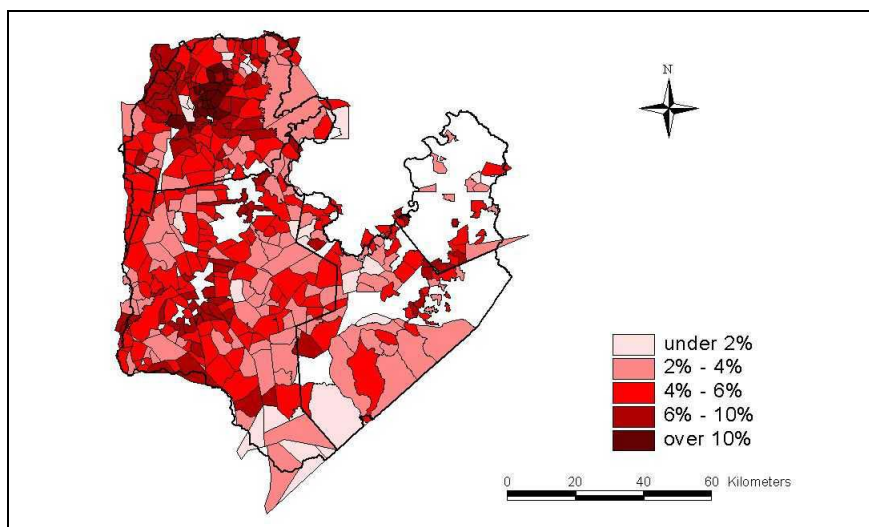 N
under 2%
2% - 4%
4% - 6%
6% - 10%
over 10%
0 20 40 60 Kilometers